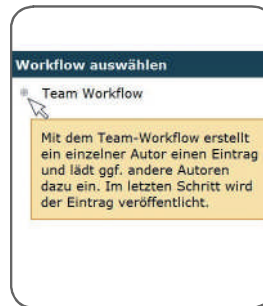 Workflow auswählen
Team Workflow
Mit dem Team-Workflow erstellt
ein einzelner Autor einen Eintrag
und lädt ggf. andere Autoren
dazu ein. Im letzten Schritt wird
der Eintrag veröffentlicht.